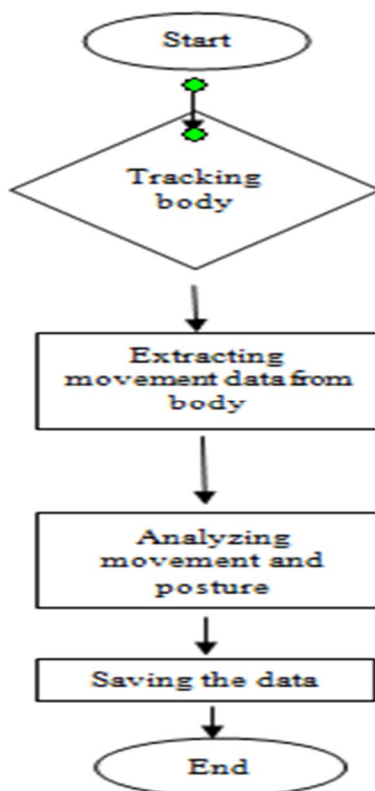 Start
Tracking
body
Extracting
movement data from
body
Analyzing
movement and
posture
Saving the data
End